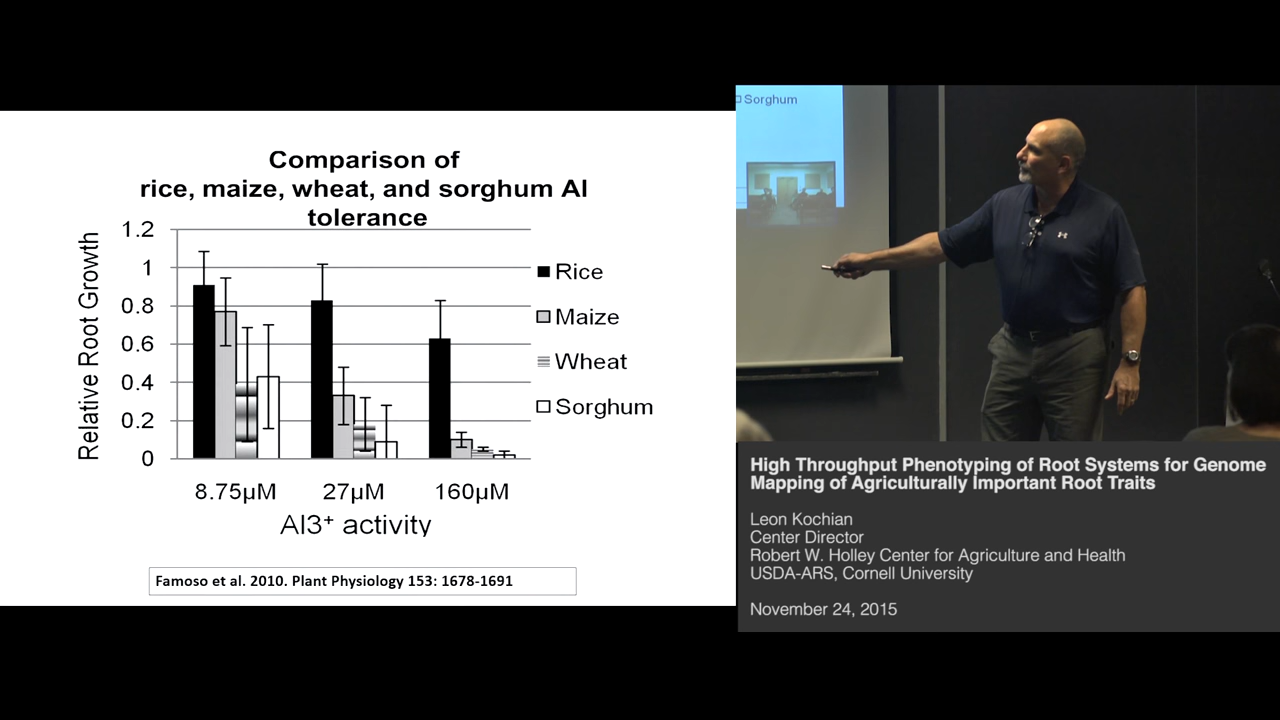 Comparison of
rice, maize, wheat, and sorghum Al
tolerance
Relative Root Growth
1.2
1
0.8
0.6
0.4
0.2
0
8.75µM
27µM
160µM
Al3⁺ activity
Rice
Maize
Wheat
Sorghum
Famoso et al. 2010. Plant Physiology 153: 1678-1691
Sorghum
High Throughput Phenotyping of Root Systems for Genome
Mapping of Agriculturally Important Root Traits
Leon Kochian
Center Director
Robert W. Holley Center for Agriculture and Health
USDA-ARS, Cornell University
November 24, 2015